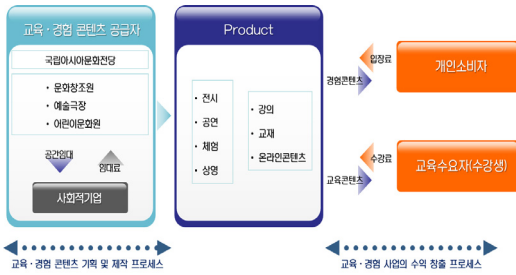 교육·경험 콘텐츠 공급자
국립아시아문화전당
• 문화창조원
• 예술극장
• 어린이문화원
공간임대
임대료
사회적기업
Product
• 전시
• 공연
• 체험
• 상영
• 강의
• 교재
• 온라인콘텐츠
입장료
경험콘텐츠
개인소비자
수강료
교육콘텐츠
교육수요자(수강생)
교육·경험 콘텐츠 기획 및 제작 프로세스
교육·경험 사업의 수익 창출 프로세스